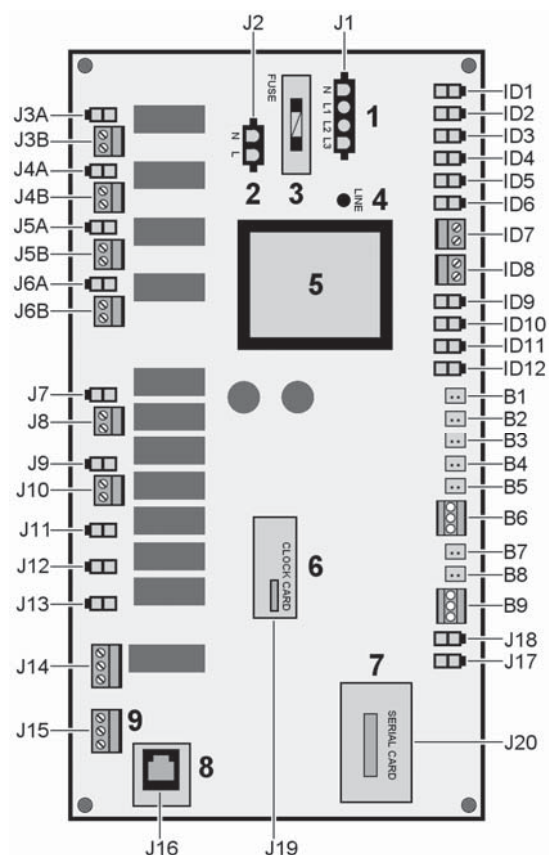 J2
J1
FUSE
N
L1
L2
L3
1
N
L
2
3
LINE
4
5
J3A
J3B
J4A
J4B
J5A
J5B
J6A
J6B
J7
J8
J9
J10
J11
J12
J13
J14
J15
9
8
J16
CLOCK CARD
6
J19
7
SERIAL CARD
J20
ID1
ID2
ID3
ID4
ID5
ID6
ID7
ID8
ID9
ID10
ID11
ID12
B1
B2
B3
B4
B5
B6
B7
B8
B9
J18
J17